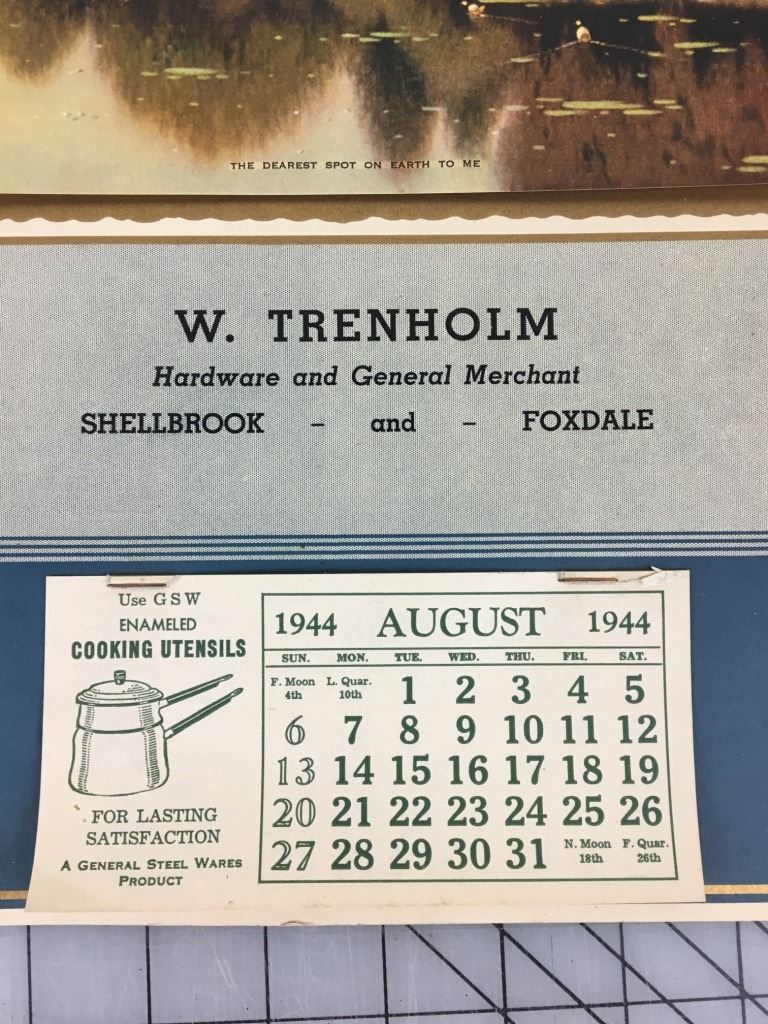 THE DEAREST SPOT ON EARTH TO ME
W. TRENHOLM
Hardware and General Merchant
SHELLBROOK - and - FOXDALE
Use GSW
ENAMELED
COOKING UTENSILS
FOR LASTING
SATISFACTION
A GENERAL STEEL WARES
PRODUCT
1944 AUGUST 1944
SUN. MON. TUE. WED. THU. FRI. SAT.
F. Moon 4th L. Quar. 10th 1 2 3 4 5
6 7 8 9 10 11 12
13 14 15 16 17 18 19
20 21 22 23 24 25 26
27 28 29 30 31 N. Moon 18th F. Quar. 26th